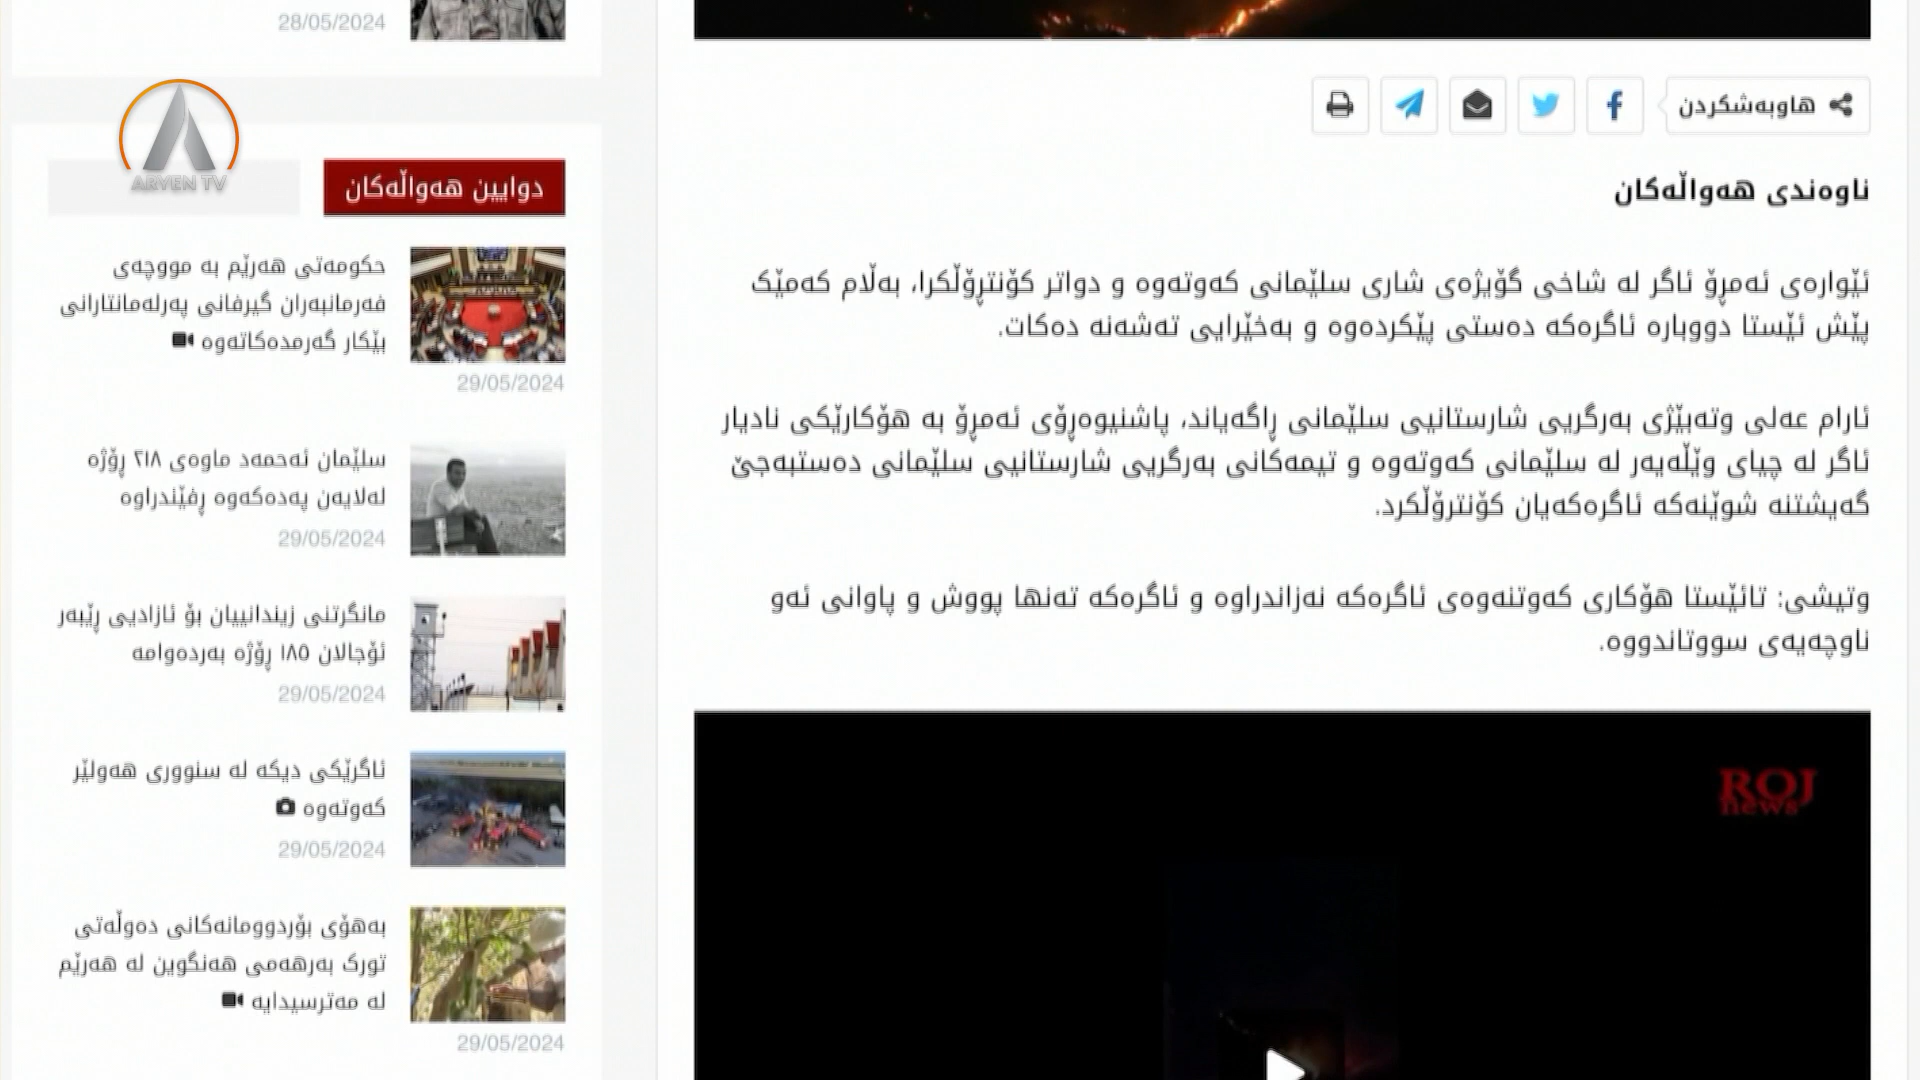 28/05/2024
ARYEN TV
هاوبەشکردن
دوایین هەواڵەکان
ناوەندی هەواڵەکان
ئێوارەی ئەمڕۆ ئاگر لە شاخی گۆیژەی شاری سلێمانی کەوتەوە و دواتر کۆنتڕۆڵکرا، بەڵام کەمێک
پێش ئێستا دووبارە ئاگرەکە دەستی پێکردەوە و بەخێرایی تەشەنە دەکات.
ئارام عەلی وتەبێژی بەرگریی شارستانیی سلێمانی ڕاگەیاند، پاشنیوەڕۆی ئەمڕۆ بە هۆکارێکی نادیار
ئاگر لە چیای وێڵەیەر لە سلێمانی کەوتەوە و تیمەکانی بەرگریی شارستانیی سلێمانی دەستبەجێ
گەیشتنە شوێنەکە ئاگرەکەیان کۆنترۆڵکرد.
وتیشی: تائێستا هۆکاری کەوتنەوەی ئاگرەکە نەزاندراوە و ئاگرەکە تەنها پووش و پاوانی ئەو
ناوچەیەی سووتاندووە.
ROJ
news
حکومەتی هەرێم بە مووچەی
فەرمانبەران گیرفانی پەرلەمانتارانی
بێکار گەرمدەکاتەوە
29/05/2024
سلێمان ئەحمەد ماوەی ٢١٨ ڕۆژە
لەلایەن پەدەکەوە ڕفێندراوە
29/05/2024
مانگرتنی زیندانییان بۆ ئازادیی ڕێبەر
ئۆجالان ١٨٥ ڕۆژە بەردەوامە
29/05/2024
ئاگرێکی دیکە لە سنووری هەولێر
کەوتەوە
29/05/2024
بەهۆی بۆردوومانەکانی دەوڵەتی
تورک بەرهەمی هەنگوین لە هەرێم
لە مەترسیدایە
29/05/2024